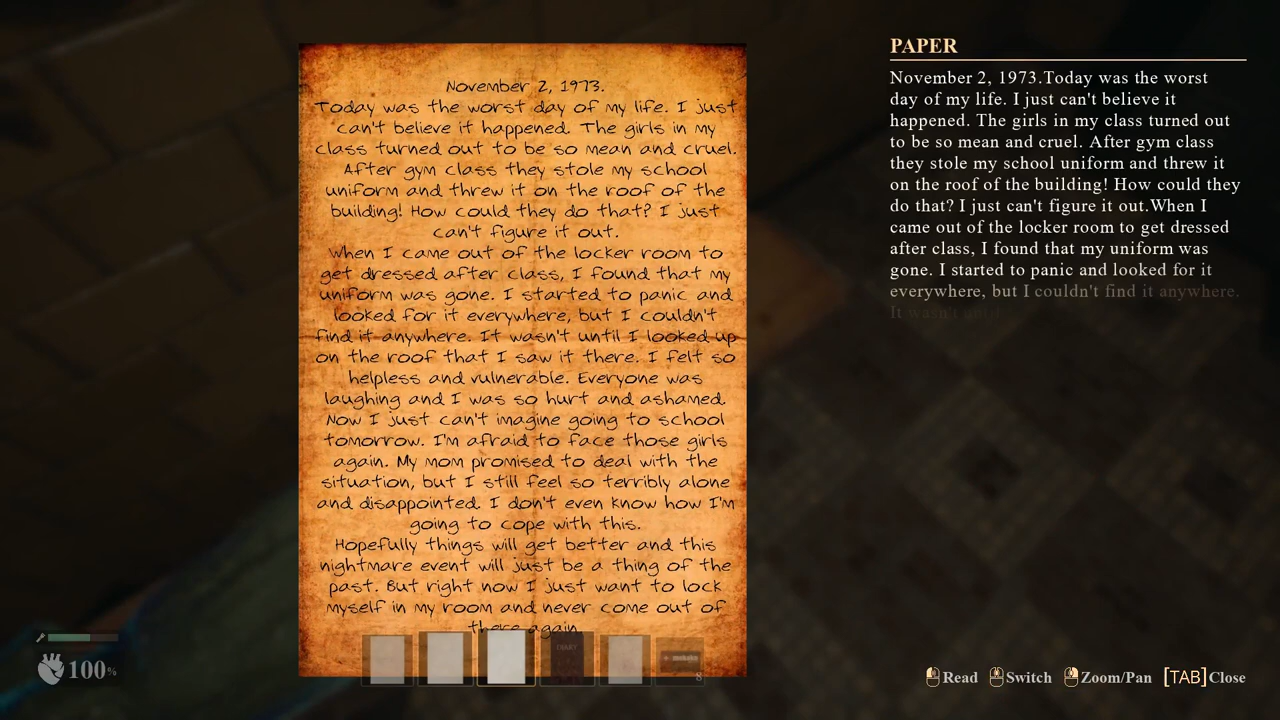 November 2, 1973.
Today was the worst day of my life. I just
can't believe it happened. The girls in my
class turned out to be so mean and cruel.
After gym class they stole my school
uniform and threw it on the roof of the
building! How could they do that? I just
can't figure it out.
When I came out of the locker room to
get dressed after class, I found that my
uniform was gone. I started to panic and
looked for it everywhere, but I couldn't
find it anywhere. It wasn't until I looked up
on the roof that I saw it there. I felt so
helpless and vulnerable. Everyone was
laughing and I was so hurt and ashamed.
Now I just can't imagine going to school
tomorrow. I'm afraid to face those girls
again. My mom promised to deal with the
situation, but I still feel so terribly alone
and disappointed. I don't even know how I'm
going to cope with this.
Hopefully things will get better and this
nightmare event will just be a thing of the
past. But right now I just want to lock
myself in my room and never come out of
there again
PAPER
November 2, 1973.Today was the worst
day of my life. I just can't believe it
happened. The girls in my class turned out
to be so mean and cruel. After gym class
they stole my school uniform and threw it
on the roof of the building! How could they
do that? I just can't figure it out.When I
came out of the locker room to get dressed
after class, I found that my uniform was
gone. I started to panic and looked for it
everywhere, but I couldn't find it anywhere.
It wasn't until
DIARY
8
100%
Read
Switch
Zoom/Pan
[TAB]Close